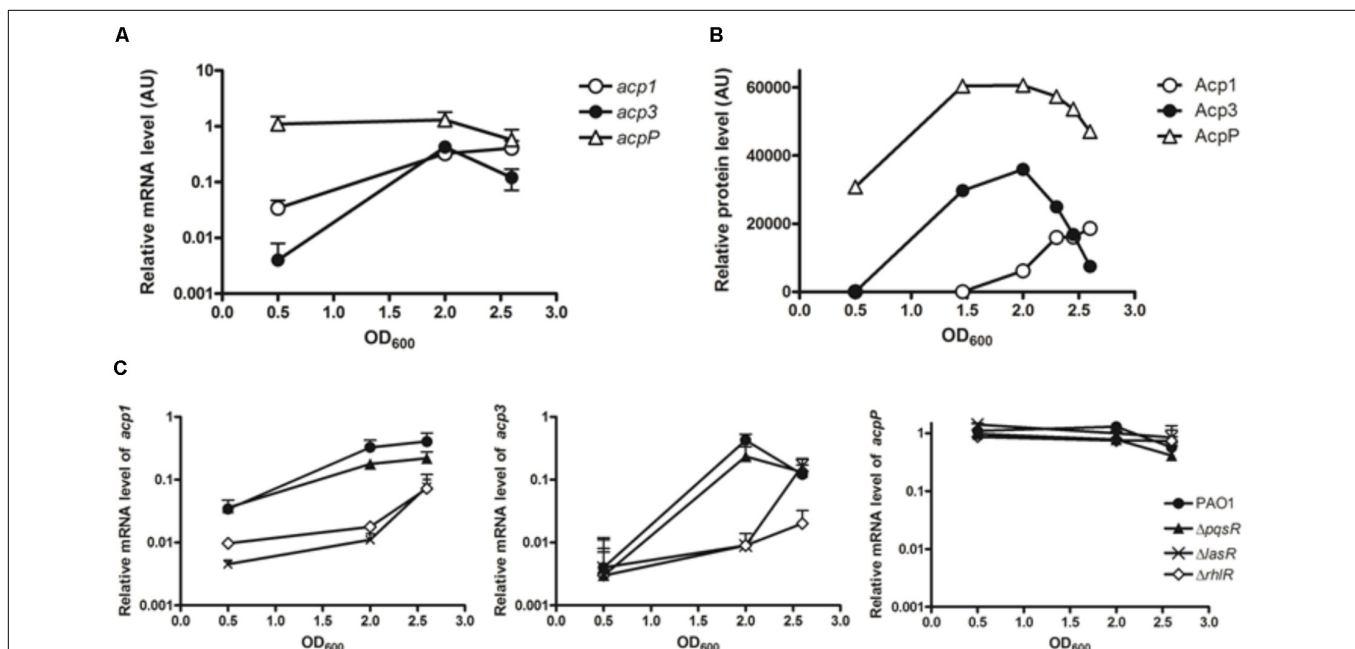 A
Relative mRNA level (AU)
10
1
0.1
0.01
0.001
0.0 0.5 1.0 1.5 2.0 2.5 3.0
OD600
acp1
acp3
acpP
B
Relative protein level (AU)
60000
40000
20000
0
0.0 0.5 1.0 1.5 2.0 2.5 3.0
OD600
Acp1
Acp3
AcpP
C
Relative mRNA level of acp1
1
0.1
0.01
0.001
0.0 0.5 1.0 1.5 2.0 2.5 3.0
OD600
Relative mRNA level of acp3
1
0.1
0.01
0.001
0.0 0.5 1.0 1.5 2.0 2.5 3.0
OD600
Relative mRNA level of acpP
1
0.1
0.01
0.001
0.0 0.5 1.0 1.5 2.0 2.5 3.0
OD600
PAO1
ΔpqsR
ΔlasR
ΔrhlR